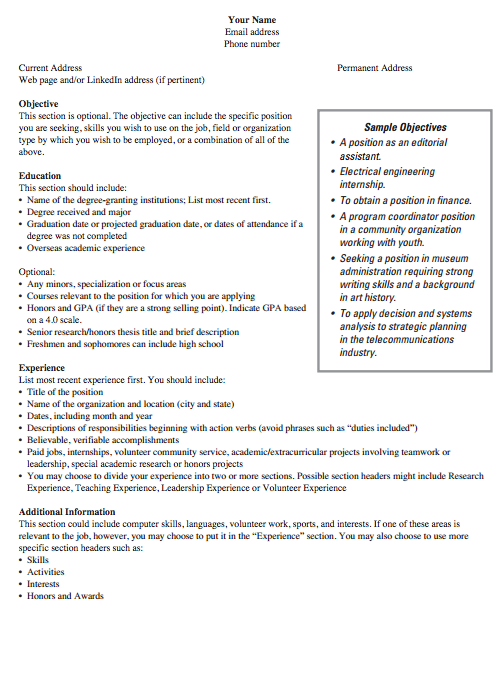 Your Name
Email address
Phone number
Current Address
Permanent Address
Web page and/or LinkedIn address (if pertinent)
Objective
This section is optional. The objective can include the specific position
you are seeking, skills you wish to use on the job, field or organization
type by which you wish to be employed, or a combination of all of the
above.
Sample Objectives
• A position as an editorial
assistant.
• Electrical engineering
internship.
• To obtain a position in finance.
• A program coordinator position
in a community organization
working with youth.
• Seeking a position in museum
administration requiring strong
writing skills and a background
in art history.
• To apply decision and systems
analysis to strategic planning
in the telecommunications
industry.
Education
This section should include:
• Name of the degree-granting institutions; List most recent first.
• Degree received and major
• Graduation date or projected graduation date, or dates of attendance if a
degree was not completed
• Overseas academic experience
Optional:
• Any minors, specialization or focus areas
• Courses relevant to the position for which you are applying
• Honors and GPA (if they are a strong selling point). Indicate GPA based
on a 4.0 scale.
• Senior research/honors thesis title and brief description
• Freshmen and sophomores can include high school
Experience
List most recent experience first. You should include:
• Title of the position
• Name of the organization and location (city and state)
• Dates, including month and year
• Descriptions of responsibilities beginning with action verbs (avoid phrases such as “duties included”)
• Believable, verifiable accomplishments
• Paid jobs, internships, volunteer community service, academic/extracurricular projects involving teamwork or
leadership, special academic research or honors projects
• You may choose to divide your experience into two or more sections. Possible section headers might include Research
Experience, Teaching Experience, Leadership Experience or Volunteer Experience
Additional Information
This section could include computer skills, languages, volunteer work, sports, and interests. If one of these areas is
relevant to the job, however, you may choose to put it in the “Experience” section. You may also choose to use more
specific section headers such as:
• Skills
• Activities
• Interests
• Honors and Awards